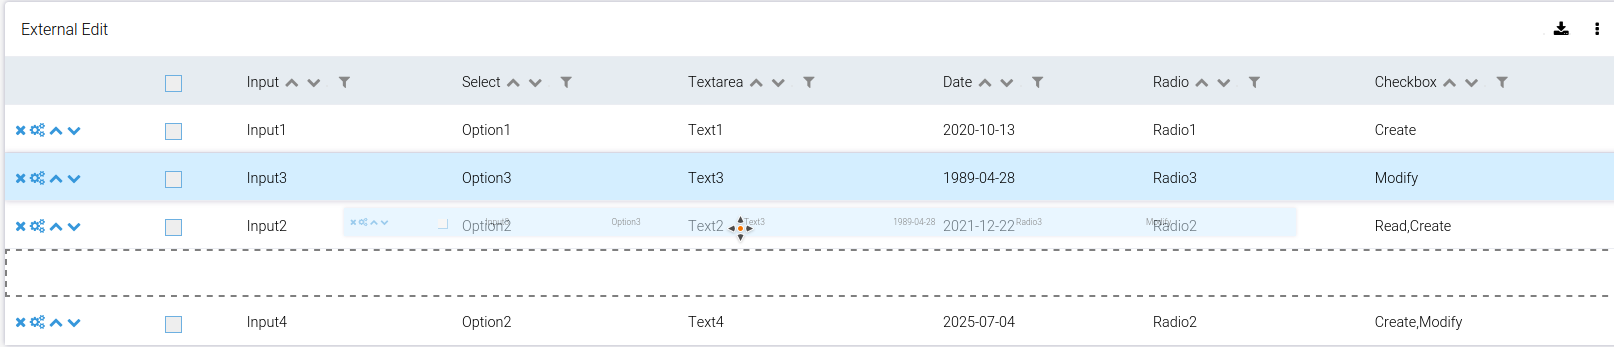 External Edit
Input Select Textarea Date Radio Checkbox
Input1 Option1 Text1 2020-10-13 Radio1 Create
Input3 Option3 Text3 1989-04-28 Radio3 Modify
Input2 Option2 Text2 2021-12-22 Radio2 Read,Create
Input3 Option3 Text3 1989-04-28 Radio3 Modify
Input4 Option2 Text4 2025-07-04 Radio2 Create,Modify